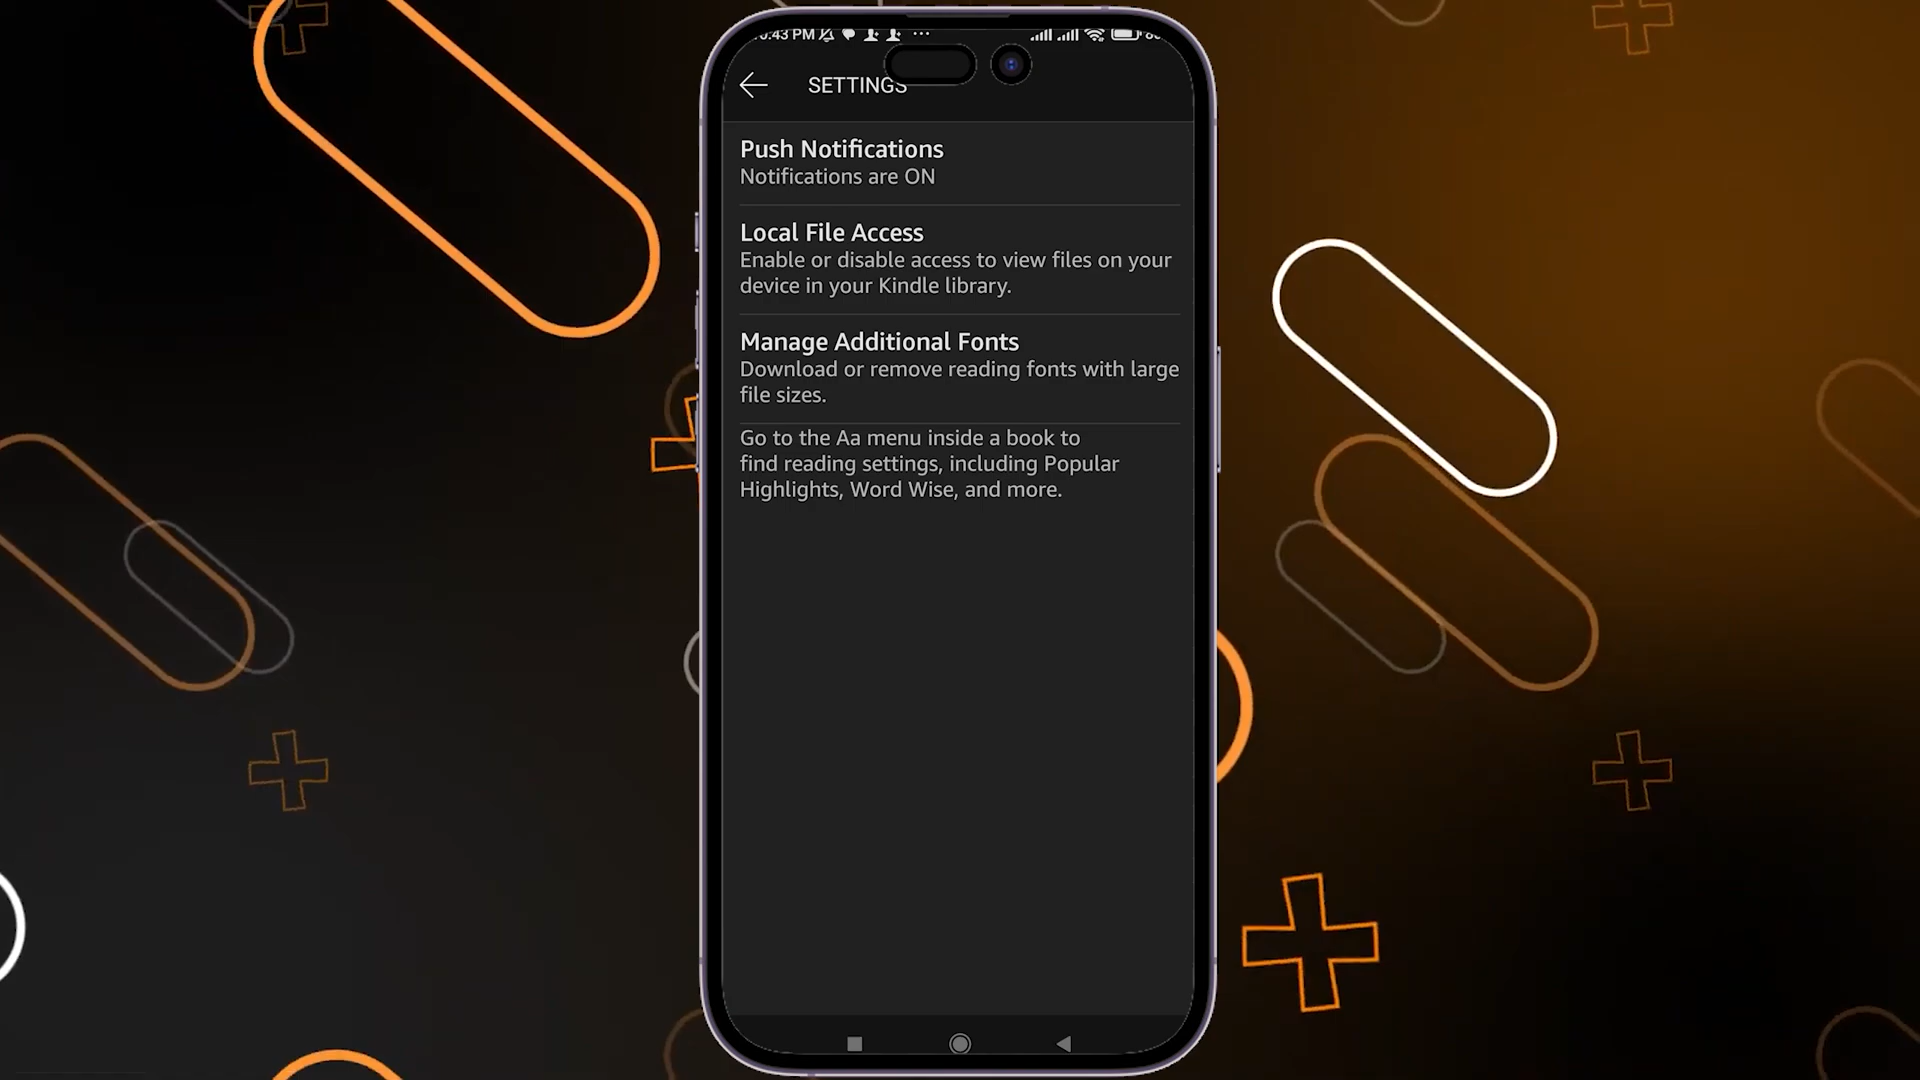 :43 PM
SETTINGS
Push Notifications
Notifications are ON
Local File Access
Enable or disable access to view files on your
device in your Kindle library.
Manage Additional Fonts
Download or remove reading fonts with large
file sizes.
Go to the Aa menu inside a book to
find reading settings, including Popular
Highlights, Word Wise, and more.